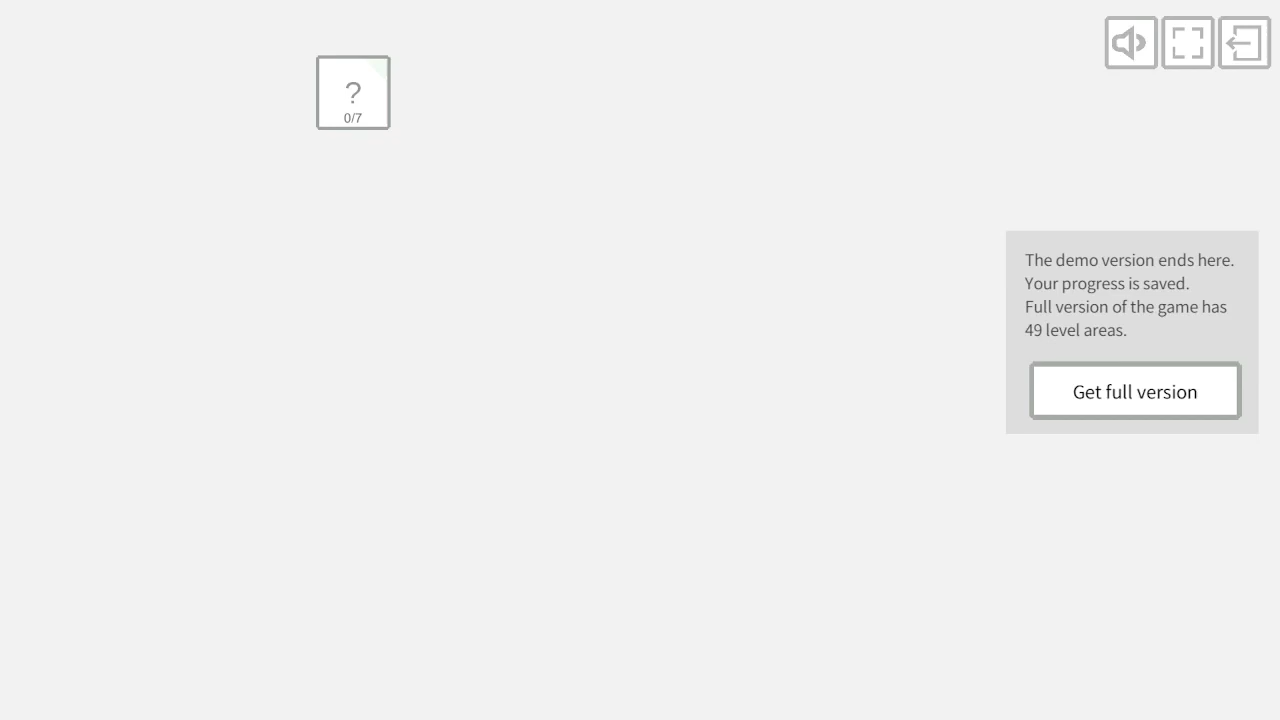 ?
0/7
The demo version ends here.
Your progress is saved.
Full version of the game has
49 level areas.
Get full version